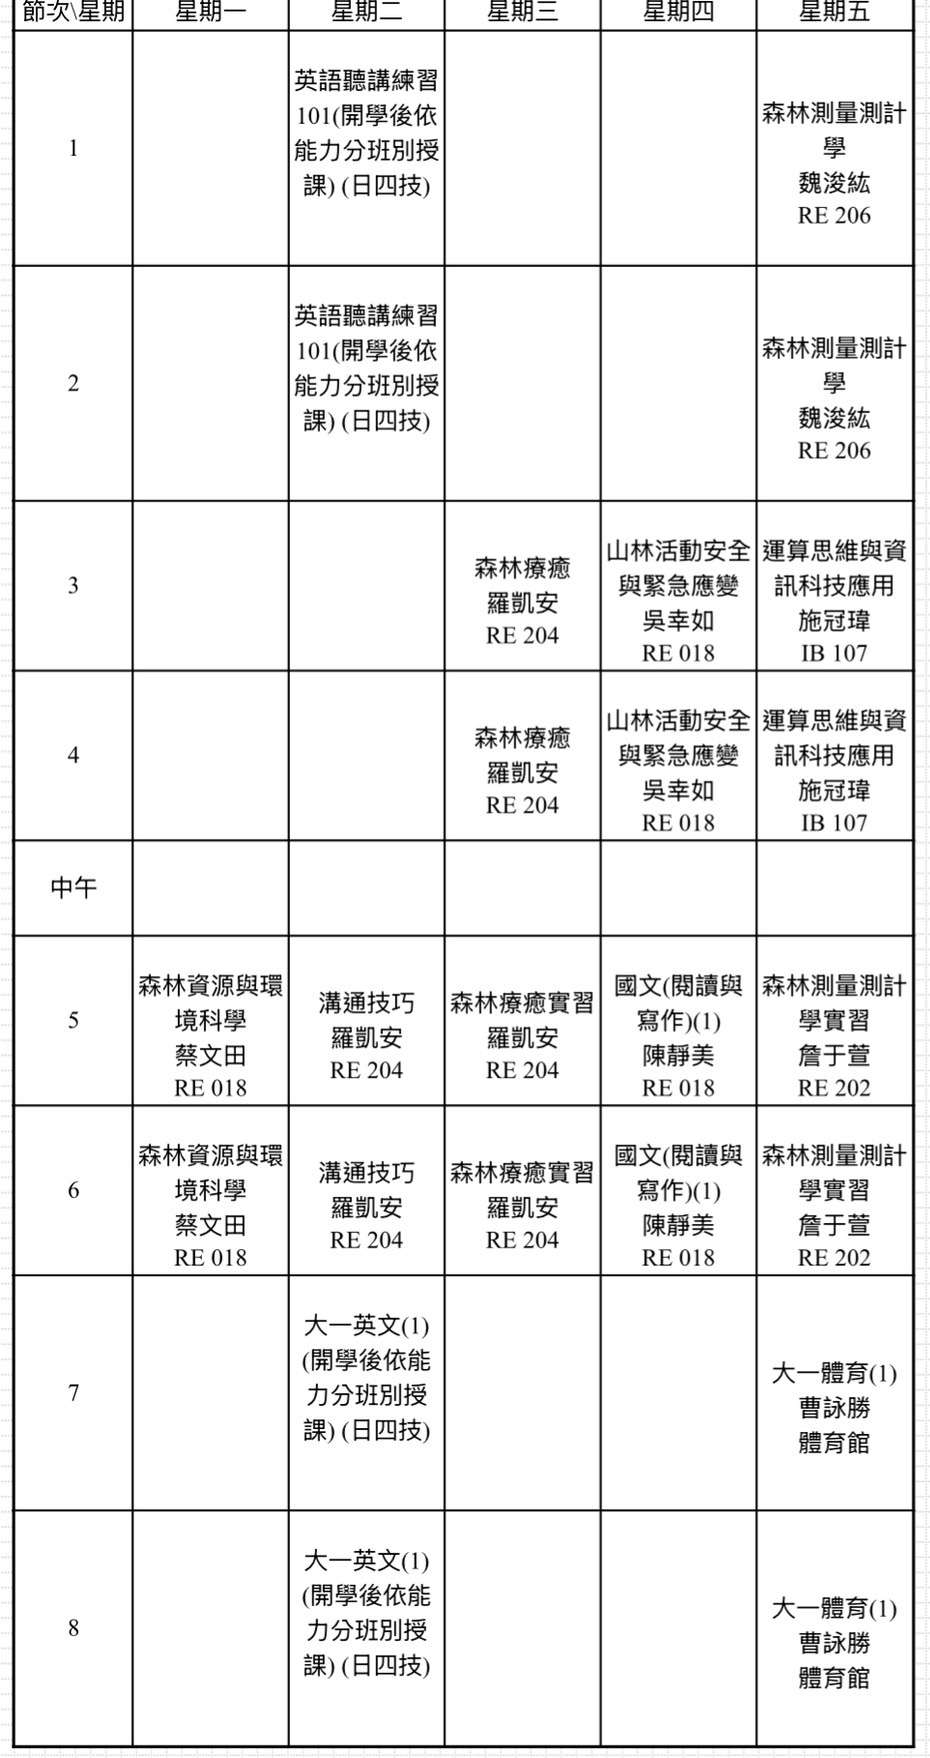 節次\星期 星期一 星期二 星期三 星期四 星期五
1
英語聽講練習
101(開學後依
能力分班別授
課) (日四技)
森林測量測計
學
魏浚紘
RE 206
2
英語聽講練習
101(開學後依
能力分班別授
課) (日四技)
森林測量測計
學
魏浚紘
RE 206
3
森林療癒
羅凱安
RE 204
山林活動安全
與緊急應變
吳幸如
RE 018
運算思維與資
訊科技應用
施冠瑋
IB 107
4
森林療癒
羅凱安
RE 204
山林活動安全
與緊急應變
吳幸如
RE 018
運算思維與資
訊科技應用
施冠瑋
IB 107
中午
5
森林資源與環
境科學
蔡文田
RE 018
溝通技巧
羅凱安
RE 204
森林療癒實習
羅凱安
RE 204
國文(閱讀與
寫作)(1)
陳靜美
RE 018
森林測量測計
學實習
詹于萱
RE 202
6
森林資源與環
境科學
蔡文田
RE 018
溝通技巧
羅凱安
RE 204
森林療癒實習
羅凱安
RE 204
國文(閱讀與
寫作)(1)
陳靜美
RE 018
森林測量測計
學實習
詹于萱
RE 202
7
大一英文(1)
(開學後依能
力分班別授
課) (日四技)
大一體育(1)
曹詠勝
體育館
8
大一英文(1)
(開學後依能
力分班別授
課) (日四技)
大一體育(1)
曹詠勝
體育館